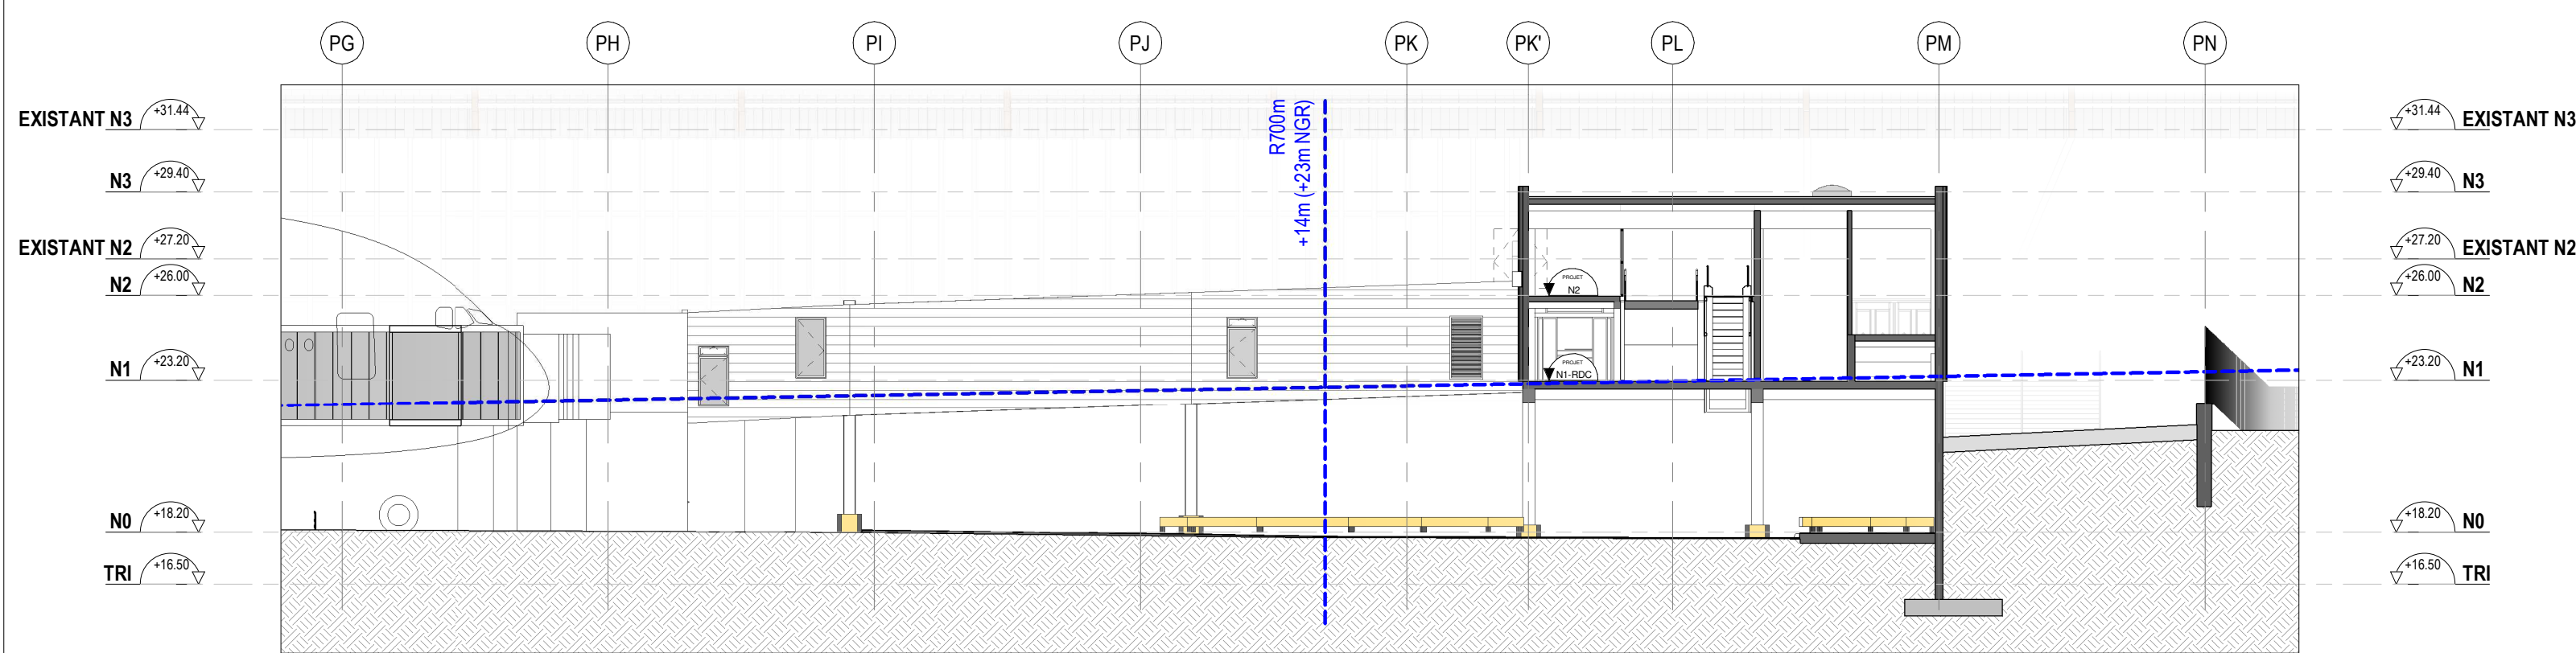 PG PH PI PJ PK PK' PL PM PN
EXISTANT N3 +31.44
+31.44 EXISTANT N3
R700m
+14m (+23m NGR)
N3 +29.40
+29.40 N3
EXISTANT N2 +27.20
+27.20 EXISTANT N2
N2 +26.00
PROJET
N2
+26.00 N2
N1 +23.20
PROJET
N1-RDC
+23.20 N1
N0 +18.20
+18.20 N0
TRI +16.50
+16.50 TRI